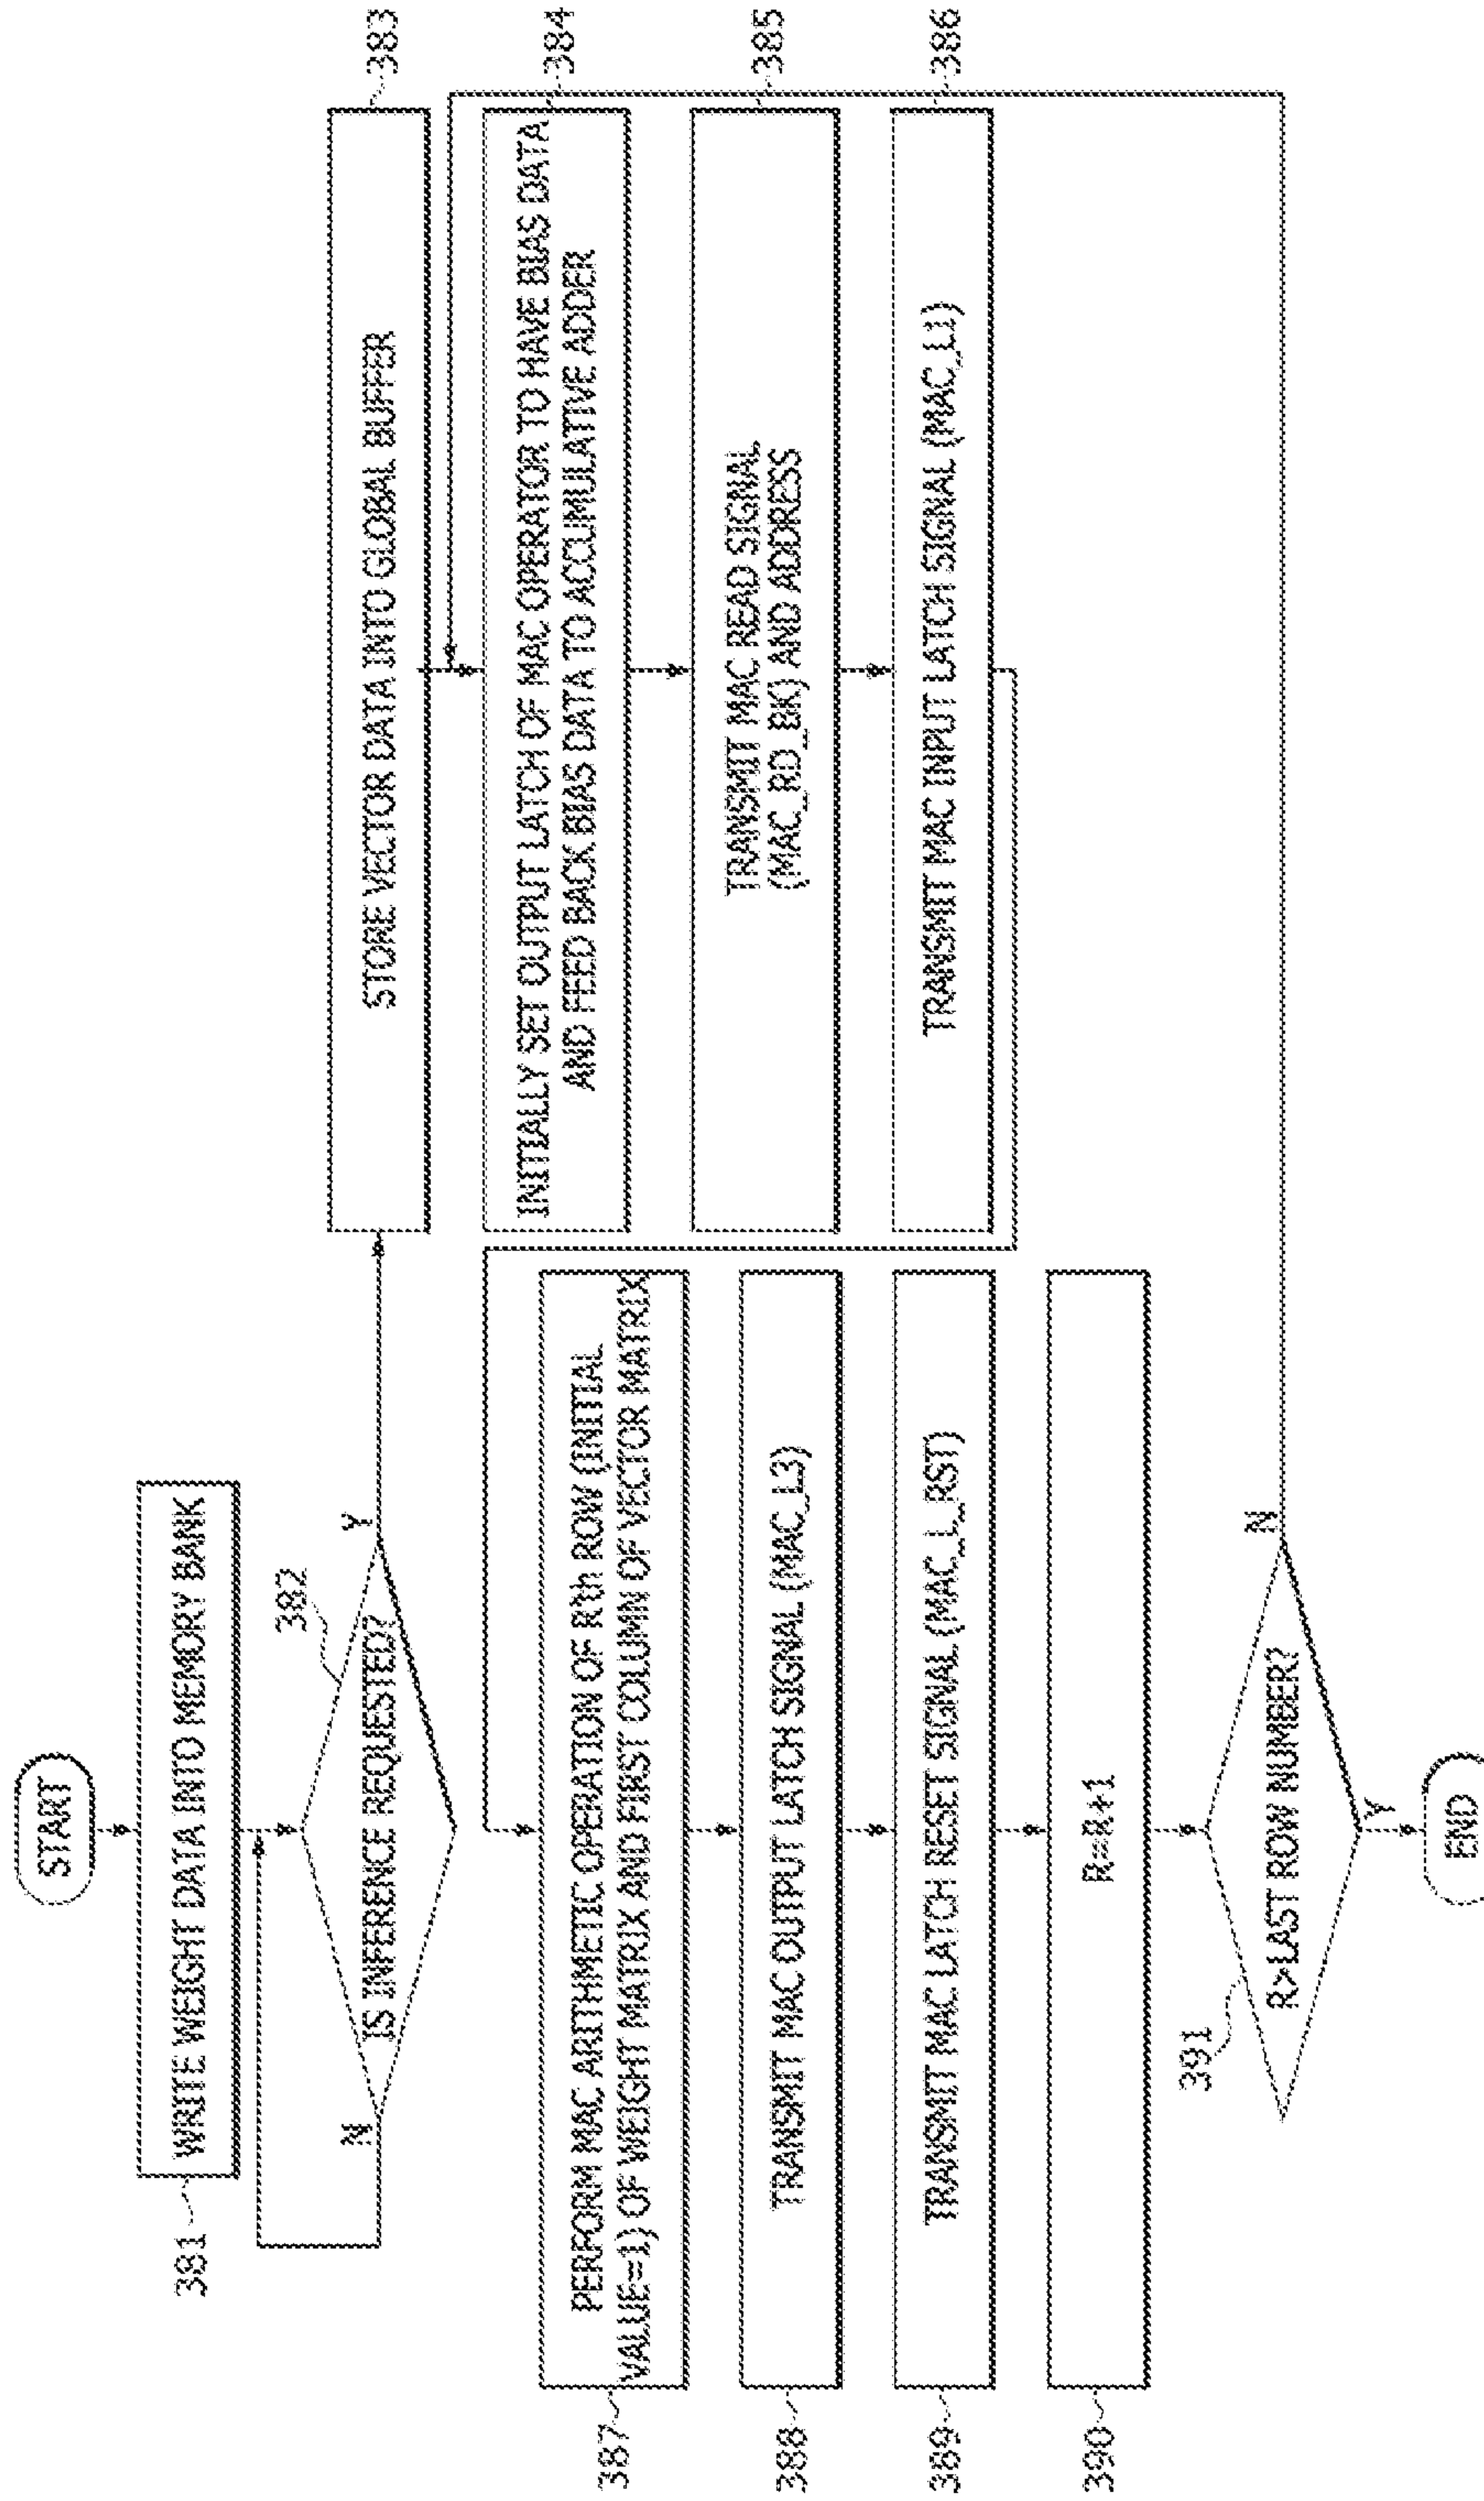 START
381
WRITE WEIGHT DATA INTO MEMORY BANK
382
IS INFERENCE REQUESTED?
N
Y
383
STORE VECTOR DATA INTO GLOBAL BUFFER
384
INITIALLY SET OUTPUT LATCH OF MAC OPERATOR TO HAVE BIAS DATA
AND FEED BACK BIAS DATA TO ACCUMULATIVE ADDER
385
TRANSMIT MAC READ SIGNAL
(MAC_RD_BK) AND ADDRESS
386
TRANSMIT MAC INPUT LATCH SIGNAL (MAC_L1)
387
PERFORM MAC ARITHMETIC OPERATION OF Rth ROW (INITIAL
VALUE=1) OF WEIGHT MATRIX AND FIRST COLUMN OF VECTOR MATRIX
388
TRANSMIT MAC OUTPUT LATCH SIGNAL (MAC_L3)
389
TRANSMIT MAC LATCH RESET SIGNAL (MAC_L_RST)
390
R=R+1
391
R>LAST ROW NUMBER?
N
Y
END